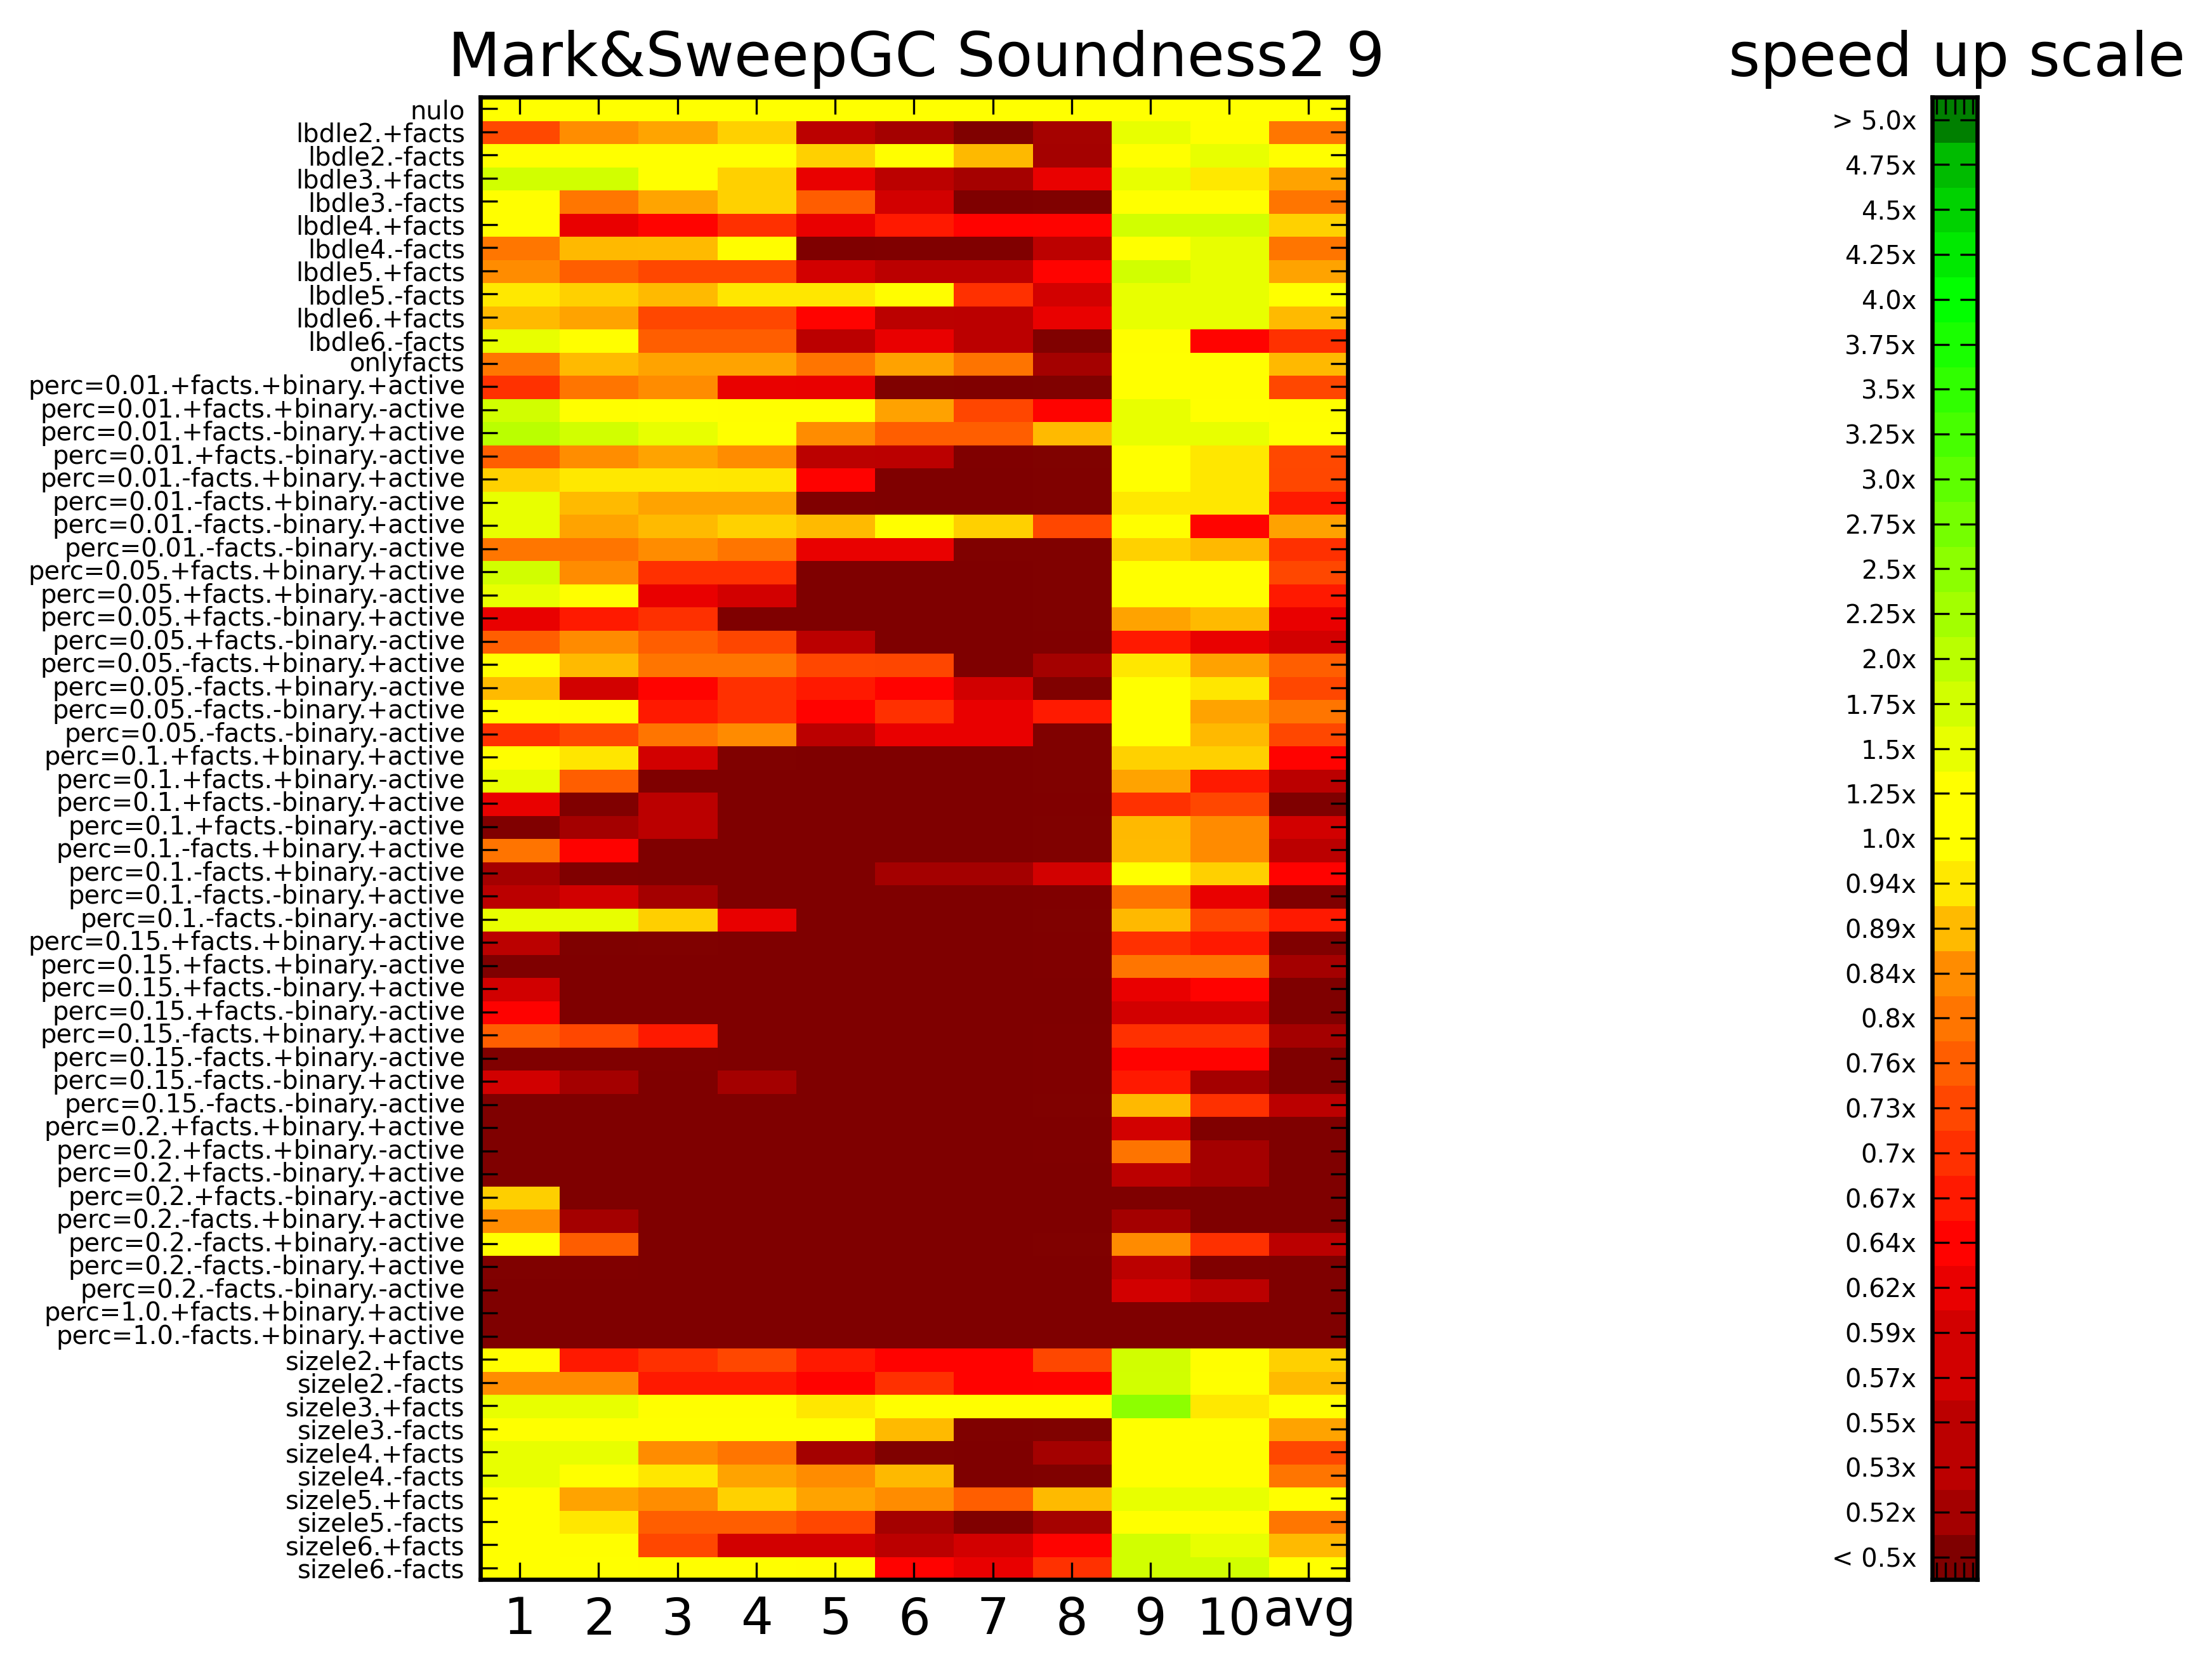 Mark&SweepGC Soundness2 9
speed up scale
nulo
lbdle2.+facts
lbdle2.-facts
lbdle3.+facts
lbdle3.-facts
lbdle4.+facts
lbdle4.-facts
lbdle5.+facts
lbdle5.-facts
lbdle6.+facts
lbdle6.-facts
onlyfacts
perc=0.01.+facts.+binary.+active
perc=0.01.+facts.+binary.-active
perc=0.01.+facts.-binary.+active
perc=0.01.+facts.-binary.-active
perc=0.01.-facts.+binary.+active
perc=0.01.-facts.+binary.-active
perc=0.01.-facts.-binary.+active
perc=0.01.-facts.-binary.-active
perc=0.05.+facts.+binary.+active
perc=0.05.+facts.+binary.-active
perc=0.05.+facts.-binary.+active
perc=0.05.+facts.-binary.-active
perc=0.05.-facts.+binary.+active
perc=0.05.-facts.+binary.-active
perc=0.05.-facts.-binary.+active
perc=0.05.-facts.-binary.-active
perc=0.1.+facts.+binary.+active
perc=0.1.+facts.+binary.-active
perc=0.1.+facts.-binary.+active
perc=0.1.+facts.-binary.-active
perc=0.1.-facts.+binary.+active
perc=0.1.-facts.+binary.-active
perc=0.1.-facts.-binary.+active
perc=0.1.-facts.-binary.-active
perc=0.15.+facts.+binary.+active
perc=0.15.+facts.+binary.-active
perc=0.15.+facts.-binary.+active
perc=0.15.+facts.-binary.-active
perc=0.15.-facts.+binary.+active
perc=0.15.-facts.+binary.-active
perc=0.15.-facts.-binary.+active
perc=0.15.-facts.-binary.-active
perc=0.2.+facts.+binary.+active
perc=0.2.+facts.+binary.-active
perc=0.2.+facts.-binary.+active
perc=0.2.+facts.-binary.-active
perc=0.2.-facts.+binary.+active
perc=0.2.-facts.+binary.-active
perc=0.2.-facts.-binary.+active
perc=0.2.-facts.-binary.-active
perc=1.0.+facts.+binary.+active
perc=1.0.-facts.+binary.+active
sizele2.+facts
sizele2.-facts
sizele3.+facts
sizele3.-facts
sizele4.+facts
sizele4.-facts
sizele5.+facts
sizele5.-facts
sizele6.+facts
sizele6.-facts
1 2 3 4 5 6 7 8 9 10 avg
> 5.0x
4.75x
4.5x
4.25x
4.0x
3.75x
3.5x
3.25x
3.0x
2.75x
2.5x
2.25x
2.0x
1.75x
1.5x
1.25x
1.0x
0.94x
0.89x
0.84x
0.8x
0.76x
0.73x
0.7x
0.67x
0.64x
0.62x
0.59x
0.57x
0.55x
0.53x
0.52x
< 0.5x